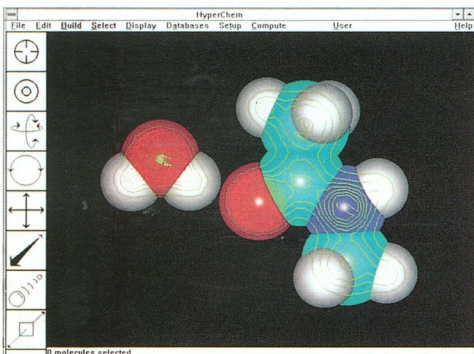 HyperChem
File Edit Build Select Display Databases Setup Compute User Help
0 molecules selected